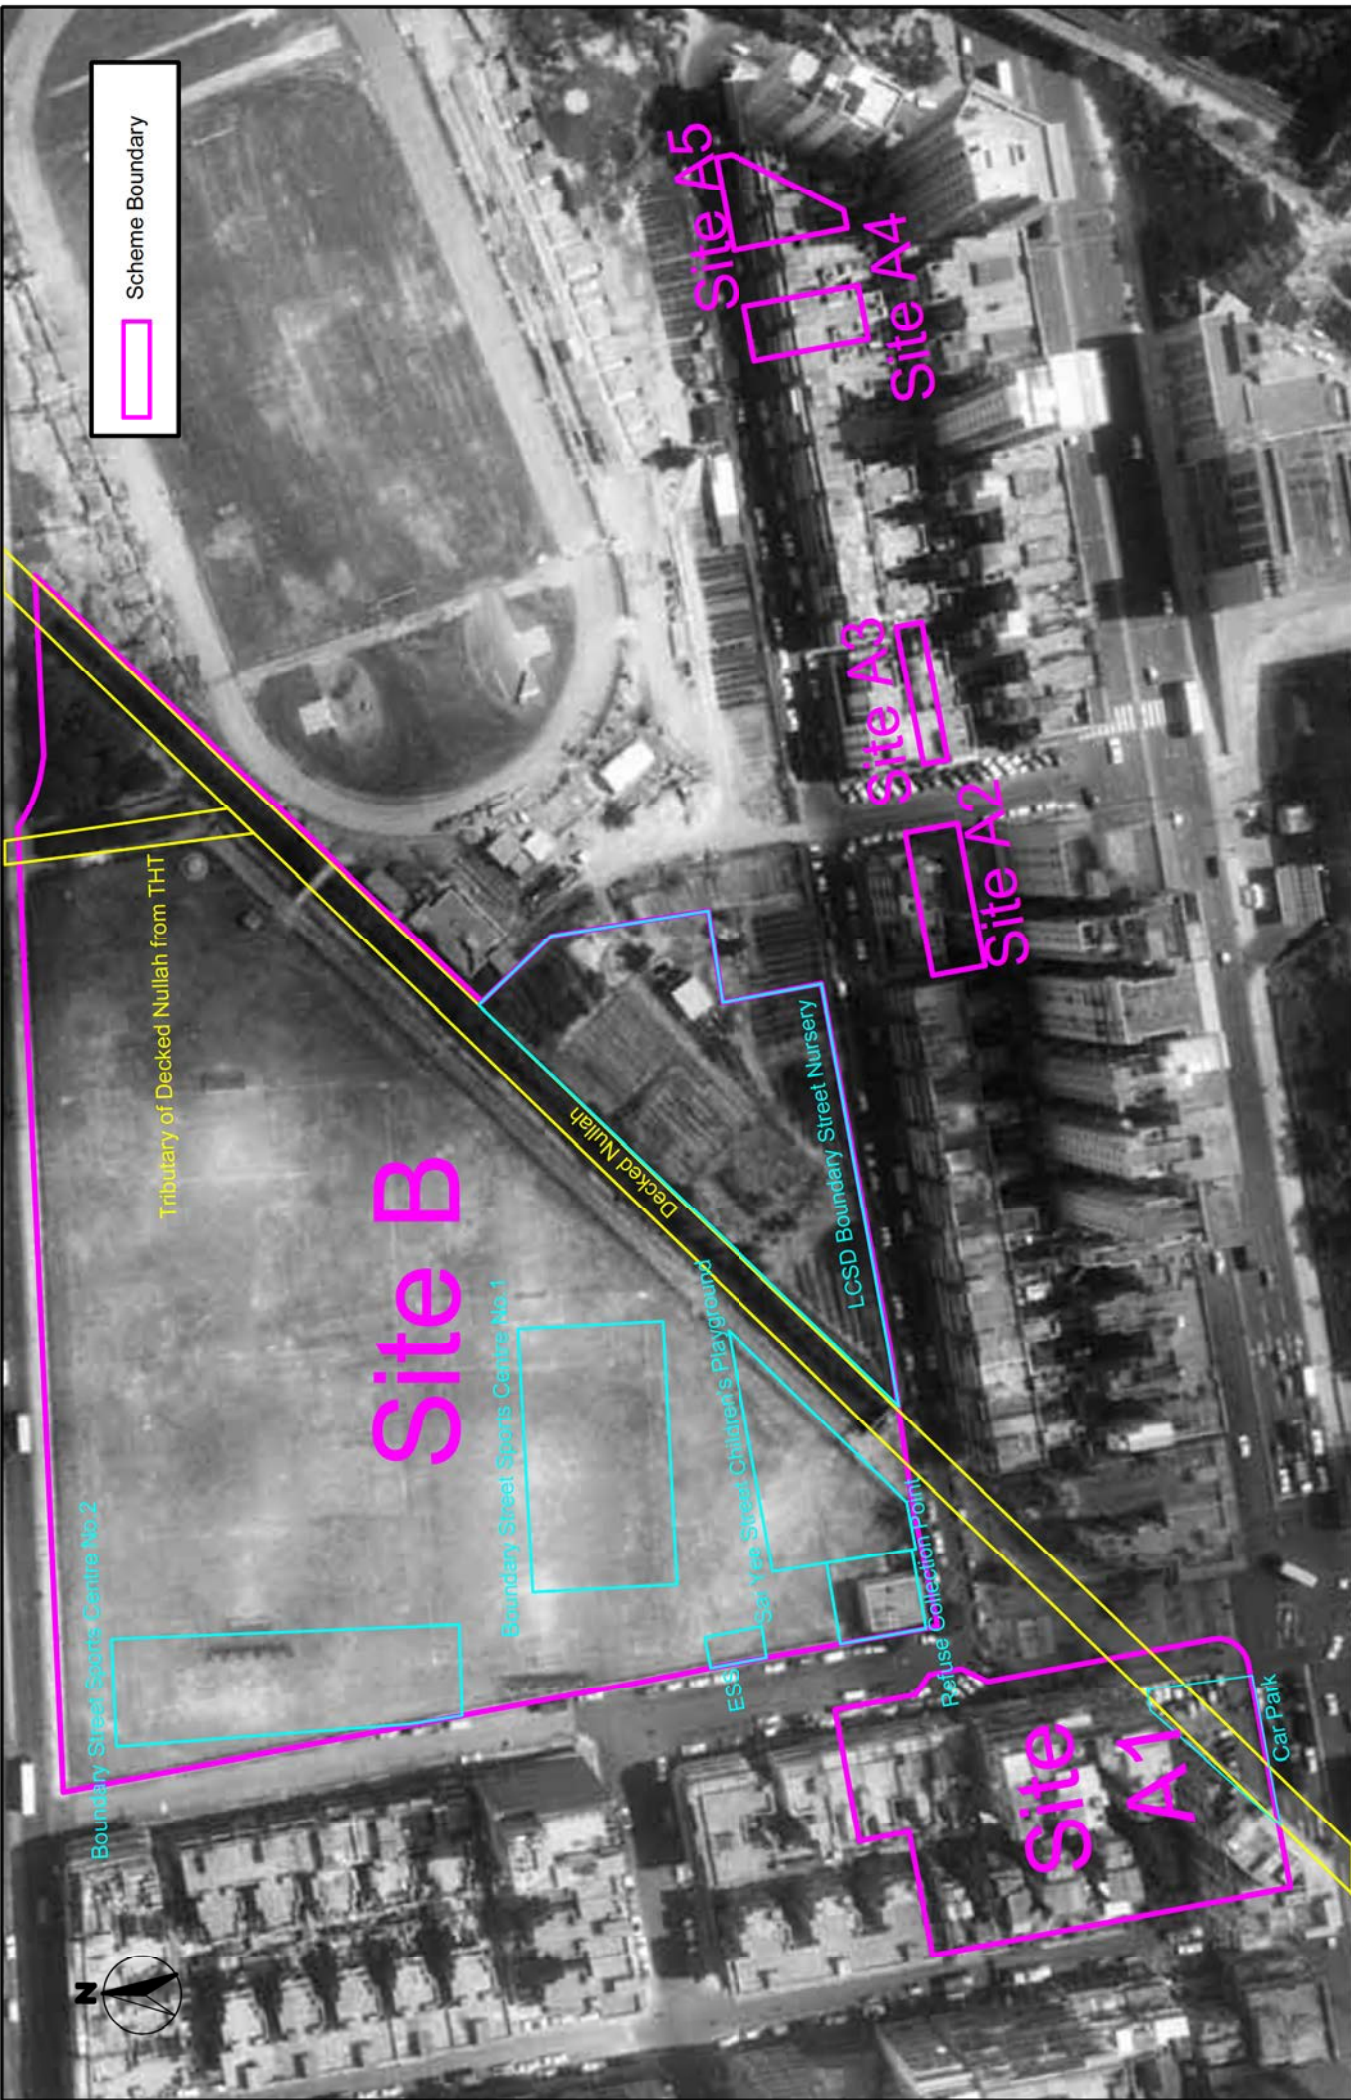 N
Boundary Street Sports Centre No.2
Scheme Boundary
Tributary of Decked Nullah from THT
Site B
Boundary Street Sports Centre No.1
Decked Nullah
Site A5
ESS
Sai Yee Street Children's Playground
LCSD Boundary Street Nursery
Site A3
Site A4
Refuse Collection Point
Site A2
Site
A1
Car Park